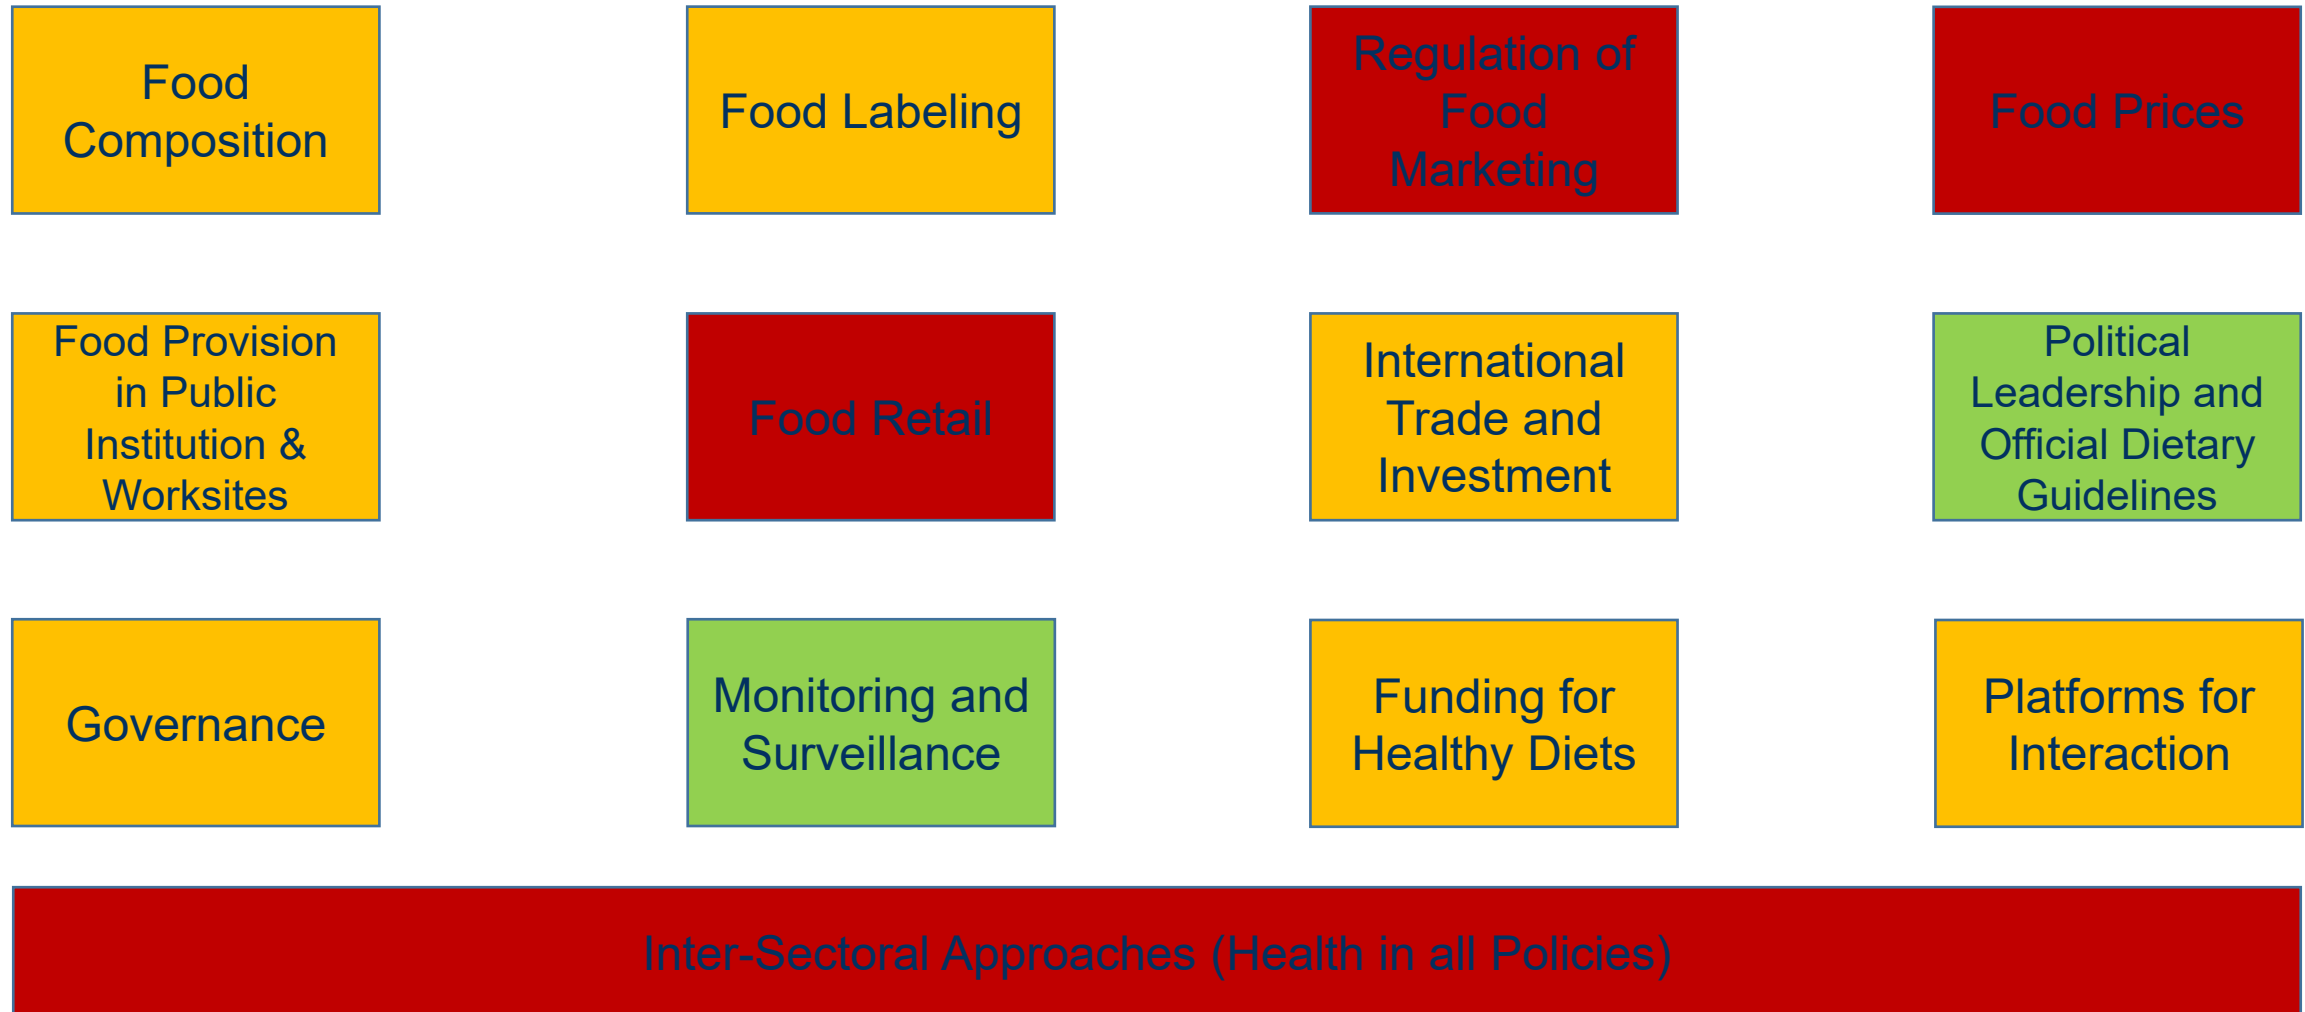 Food
Composition
Food Labeling
Regulation of
Food
Marketing
Food Prices
Food Provision
in Public
Institution &
Worksites
Food Retail
International
Trade and
Investment
Political
Leadership and
Official Dietary
Guidelines
Governance
Monitoring and
Surveillance
Funding for
Healthy Diets
Platforms for
Interaction
Inter-Sectoral Approaches (Health in all Policies)